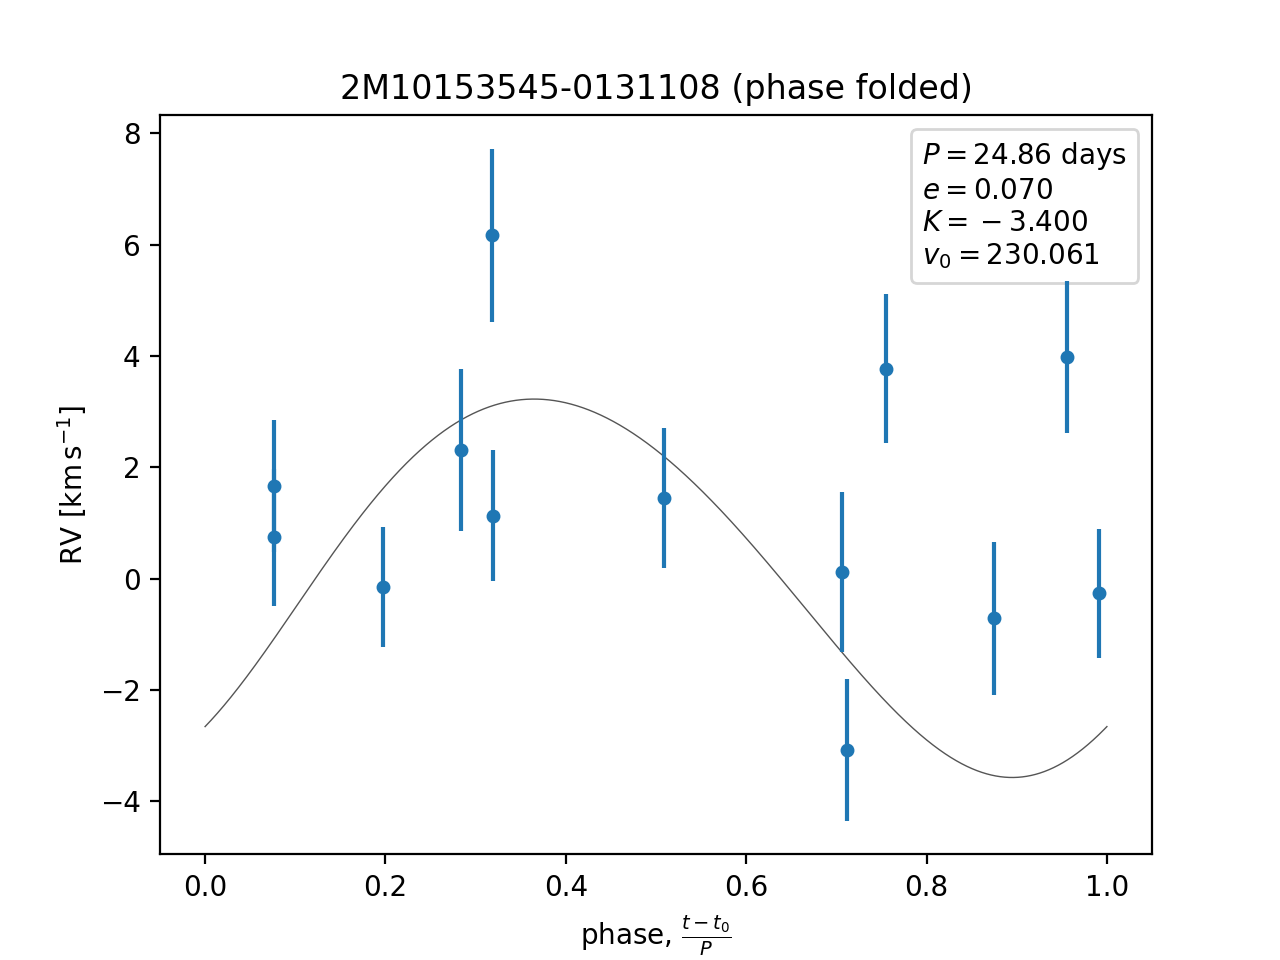 2M10153545-0131108 (phase folded)
P = 24.86 days
e = 0.070
K = −3.400
v₀ = 230.061
8
6
4
2
0
−2
−4
RV [km s⁻¹]
0.0 0.2 0.4 0.6 0.8 1.0
phase, (t − t₀)/P